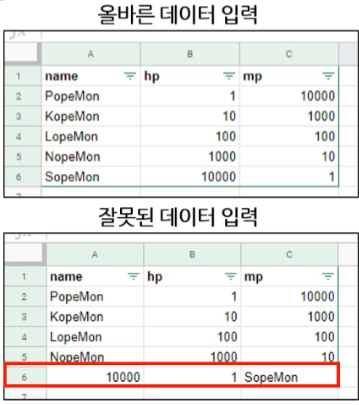 올바른 데이터 입력
A B C
1 name hp mp
2 PopeMon 1 10000
3 KopeMon 10 1000
4 LopeMon 100 100
5 NopeMon 1000 10
6 SopeMon 10000 1
잘못된 데이터 입력
A B C
1 name hp mp
2 PopeMon 1 10000
3 KopeMon 10 1000
4 LopeMon 100 100
5 NopeMon 1000 10
6 10000 1 SopeMon